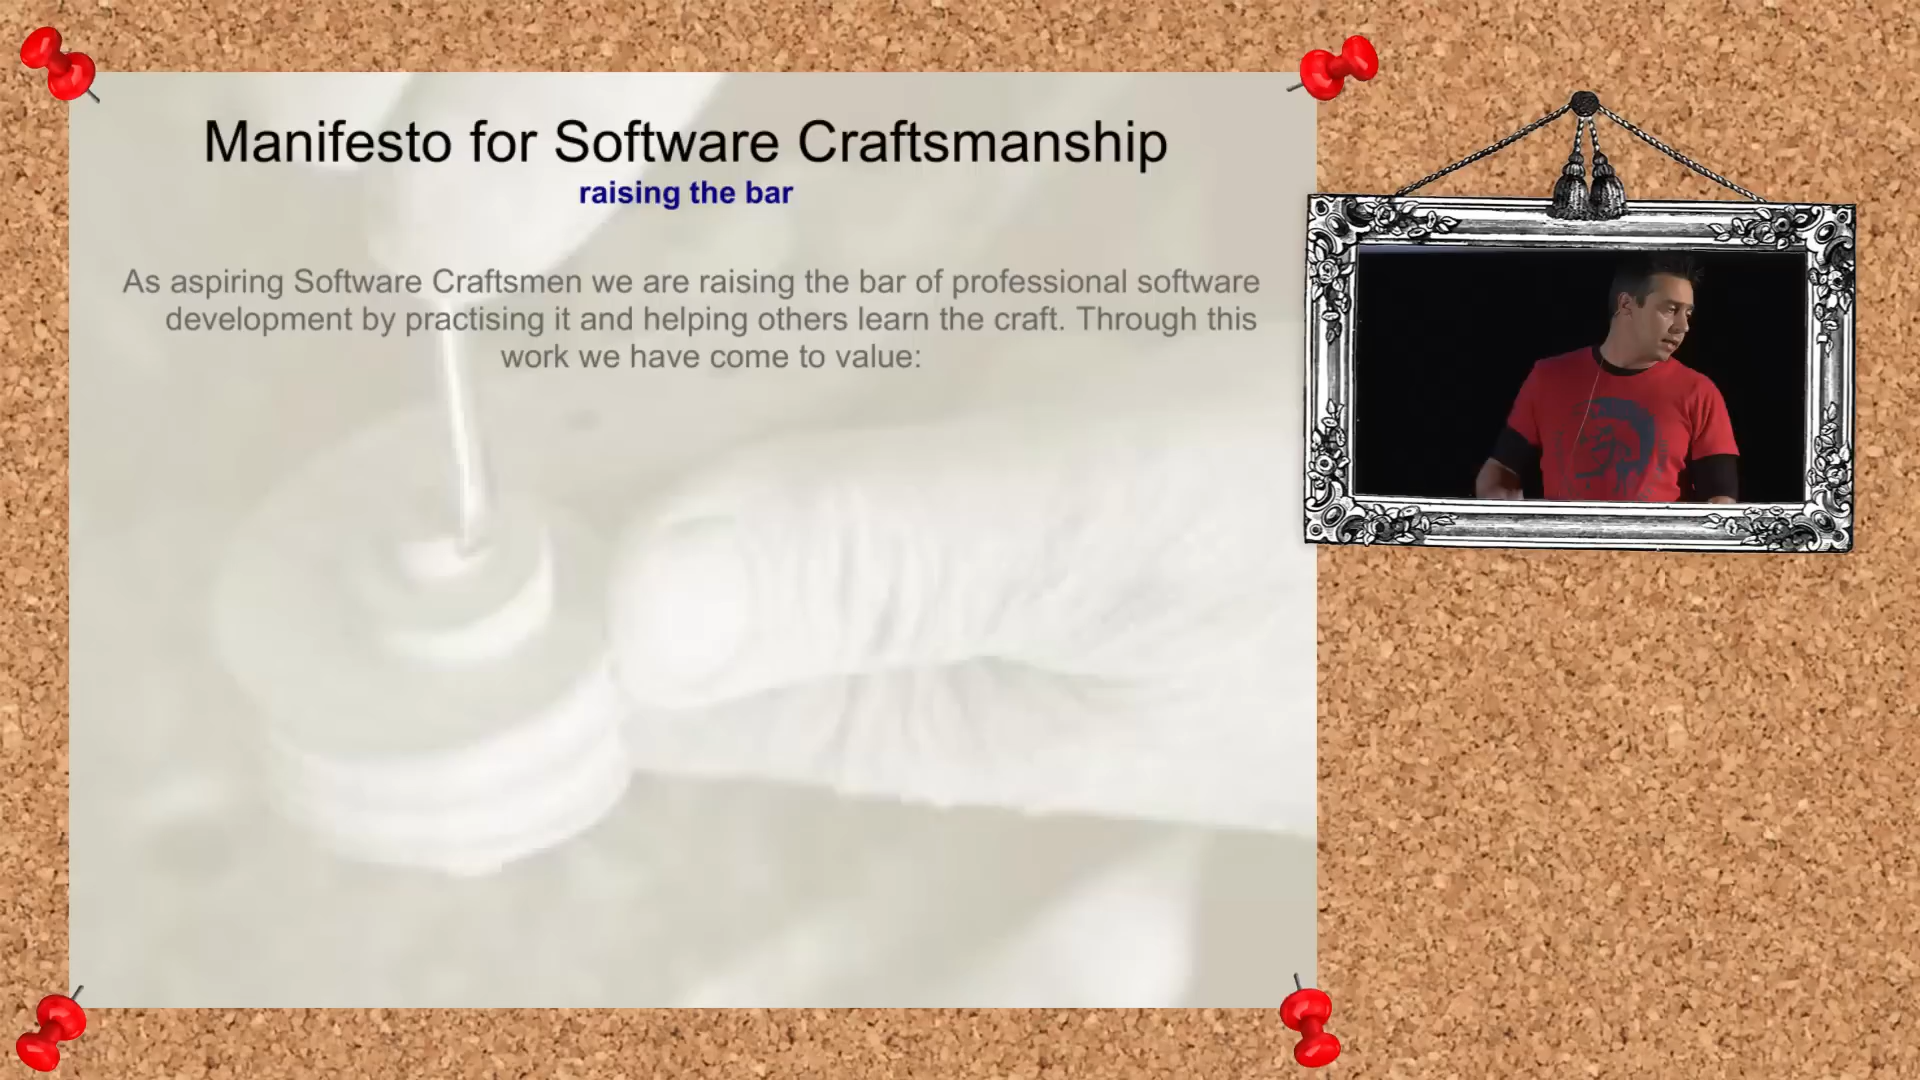 Manifesto for Software Craftsmanship
raising the bar
As aspiring Software Craftsmen we are raising the bar of professional software
development by practising it and helping others learn the craft. Through this
work we have come to value: